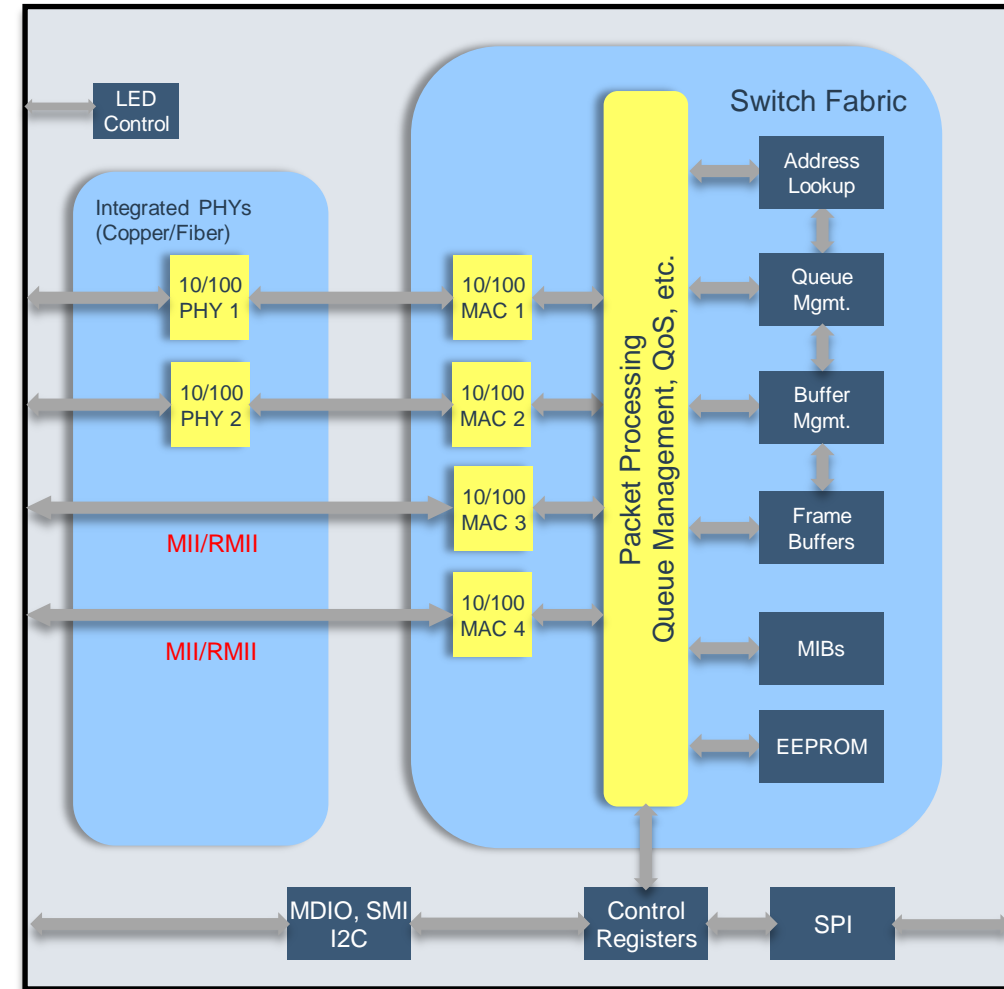 LED
Control
Switch Fabric
Address
Lookup
Integrated PHYs
(Copper/Fiber)
10/100
PHY 1
10/100
MAC 1
Packet Processing
Queue Management, QoS, etc.
Queue
Mgmt.
10/100
PHY 2
10/100
MAC 2
Buffer
Mgmt.
10/100
MAC 3
MII/RMII
Frame
Buffers
10/100
MAC 4
MII/RMII
MIBs
EEPROM
MDIO, SMI
I2C
Control
Registers
SPI